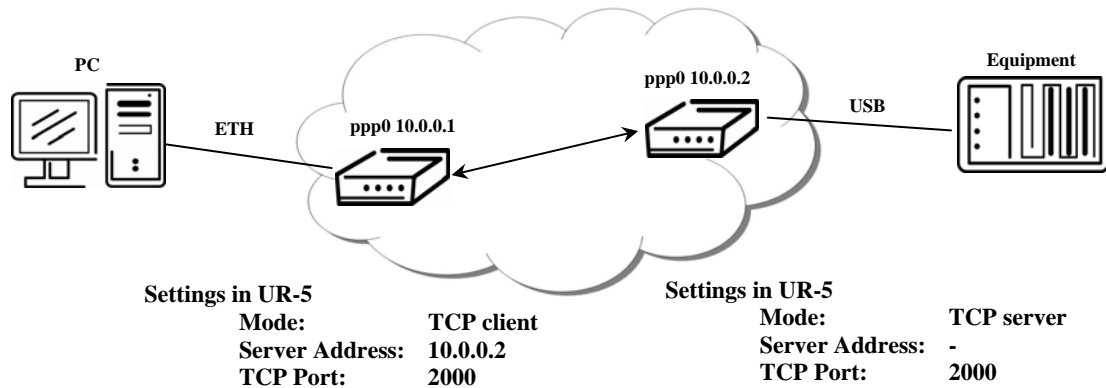 PC
Equipment
ppp0 10.0.0.2
USB
ETH
ppp0 10.0.0.1
Settings in UR-5
Mode: TCP client
Server Address: 10.0.0.2
TCP Port: 2000
Settings in UR-5
Mode: TCP server
Server Address: -
TCP Port: 2000